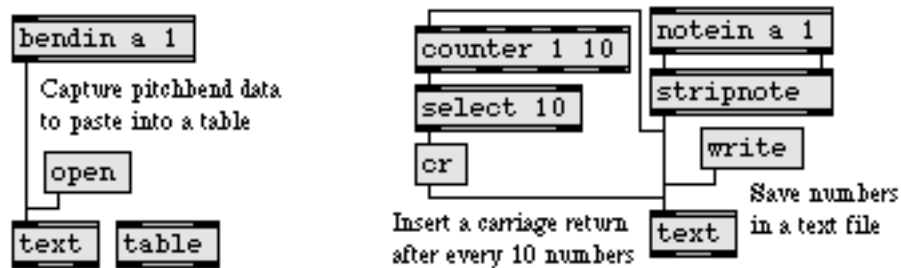 bendin a 1
Capture pitchbend data
to paste into a table
open
text
table
counter 1 10
select 10
cr
Insert a carriage return
after every 10 numbers
notein a 1
stripnote
write
Save numbers
in a text file
text